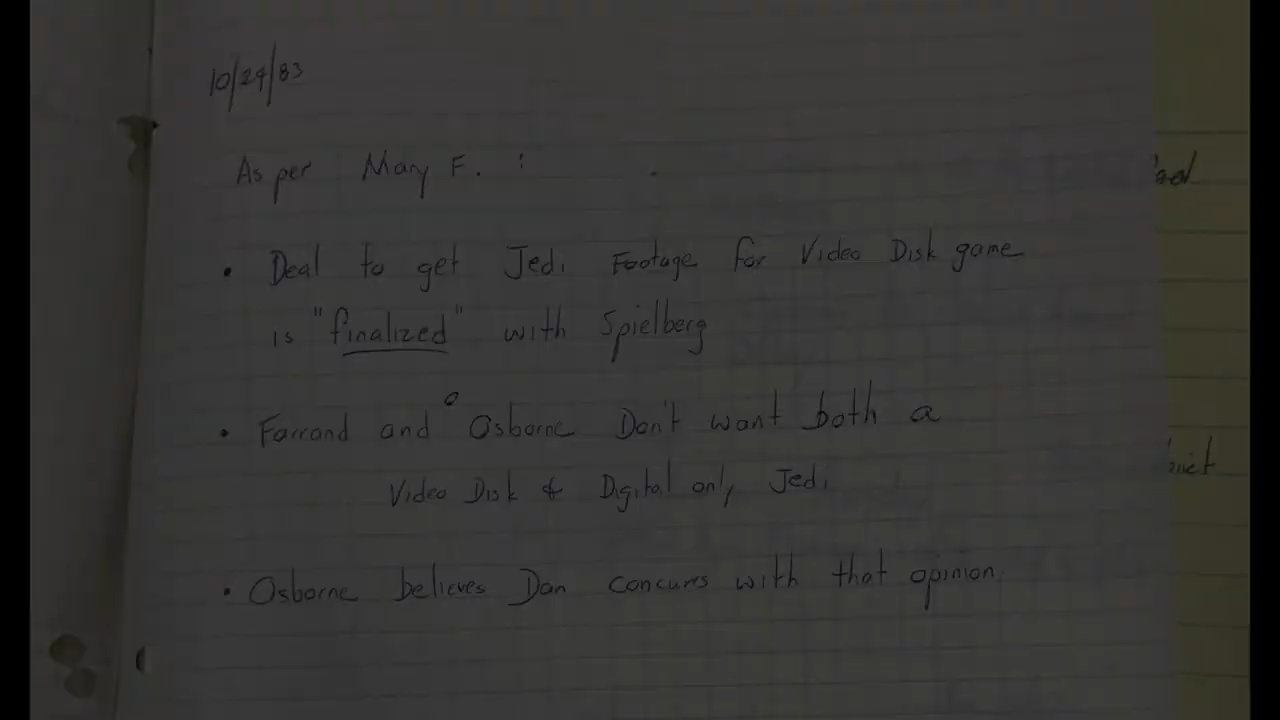 10/24/83
As per Mary F. :
• Deal to get Jedi Footage for Video Disk game
is "finalized" with Spielberg
• Farrand and Osborne Don't want both a
Video Disk & Digital only Jedi
• Osborne believes Dan concurs with that opinion